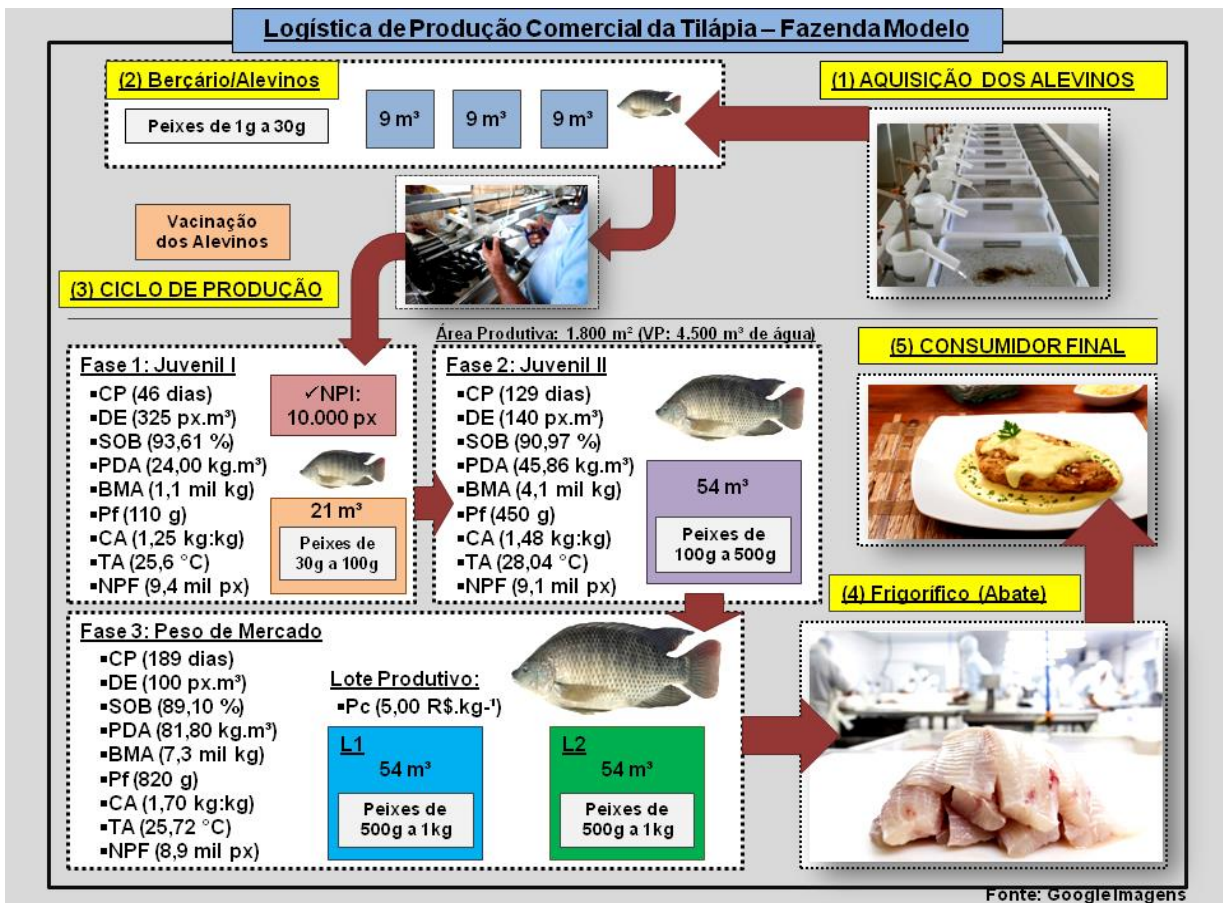 Logística de Produção Comercial da Tilápia – Fazenda Modelo
(1) AQUISIÇÃO DOS ALEVINOS
(2) Berçário/Alevinos
Peixes de 1g a 30g
9 m³
9 m³
9 m³
Vacinação
dos Alevinos
(3) CICLO DE PRODUÇÃO
Área Produtiva: 1.800 m² (VP: 4.500 m³ de água)
Fase 1: Juvenil I
▪CP (46 dias)
▪DE (325 px.m³)
▪SOB (93,61 %)
▪PDA (24,00 kg.m³)
▪BMA (1,1 mil kg)
▪Pf (110 g)
▪CA (1,25 kg:kg)
▪TA (25,6 °C)
▪NPF (9,4 mil px)
✓NPI:
10.000 px
21 m³
Peixes de
30g a 100g
Fase 2: Juvenil II
▪CP (129 dias)
▪DE (140 px.m³)
▪SOB (90,97 %)
▪PDA (45,86 kg.m³)
▪BMA (4,1 mil kg)
▪Pf (450 g)
▪CA (1,48 kg:kg)
▪TA (28,04 °C)
▪NPF (9,1 mil px)
54 m³
Peixes de
100g a 500g
Fase 3: Peso de Mercado
▪CP (189 dias)
▪DE (100 px.m³)
▪SOB (89,10 %)
▪PDA (81,80 kg.m³)
▪BMA (7,3 mil kg)
▪Pf (820 g)
▪CA (1,70 kg:kg)
▪TA (25,72 °C)
▪NPF (8,9 mil px)
Lote Produtivo:
▪Pc (5,00 R$.kg-¹)
L1
54 m³
Peixes de
500g a 1kg
L2
54 m³
Peixes de
500g a 1kg
(4) Frigorífico (Abate)
(5) CONSUMIDOR FINAL
Fonte: Google Imagens